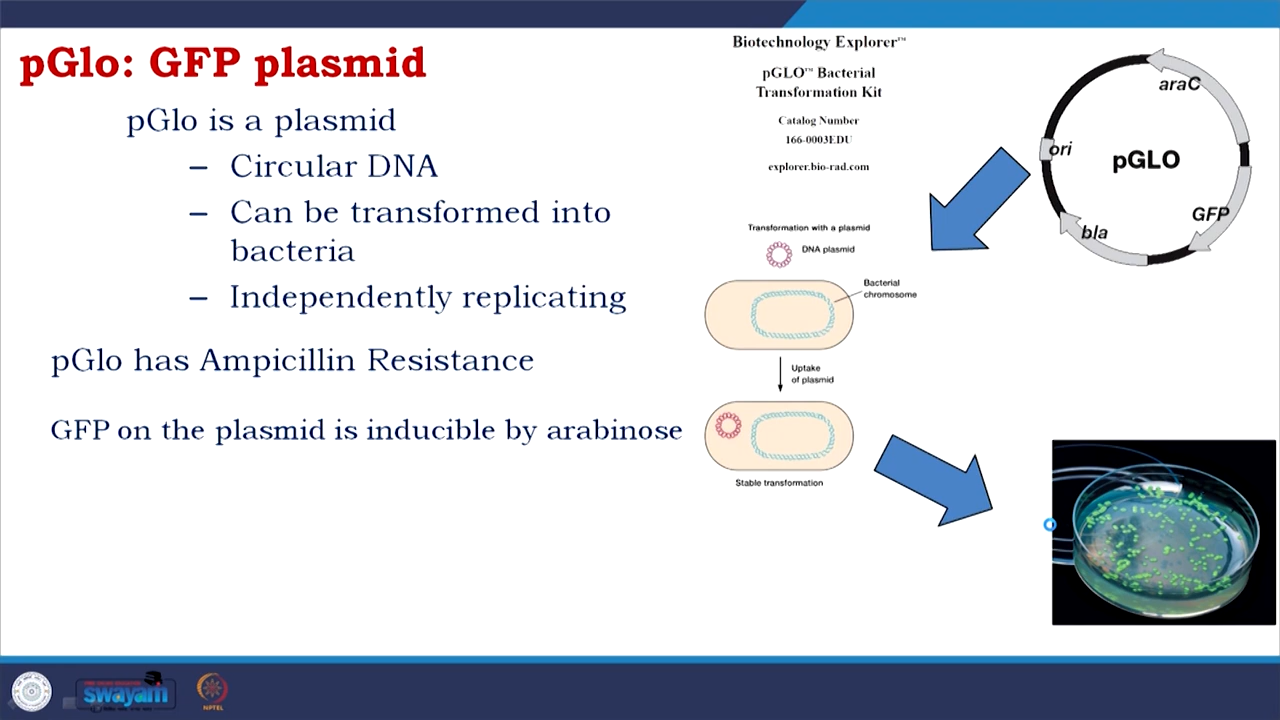 pGlo: GFP plasmid
pGlo is a plasmid
– Circular DNA
– Can be transformed into
bacteria
– Independently replicating
pGlo has Ampicillin Resistance
GFP on the plasmid is inducible by arabinose
Biotechnology Explorer™
pGLO™ Bacterial
Transformation Kit
Catalog Number
166-0003EDU
explorer.bio-rad.com
Transformation with a plasmid
DNA plasmid
Bacterial
chromosome
Uptake
of plasmid
Stable transformation
araC
ori
pGLO
GFP
bla
swayam
NPTEL